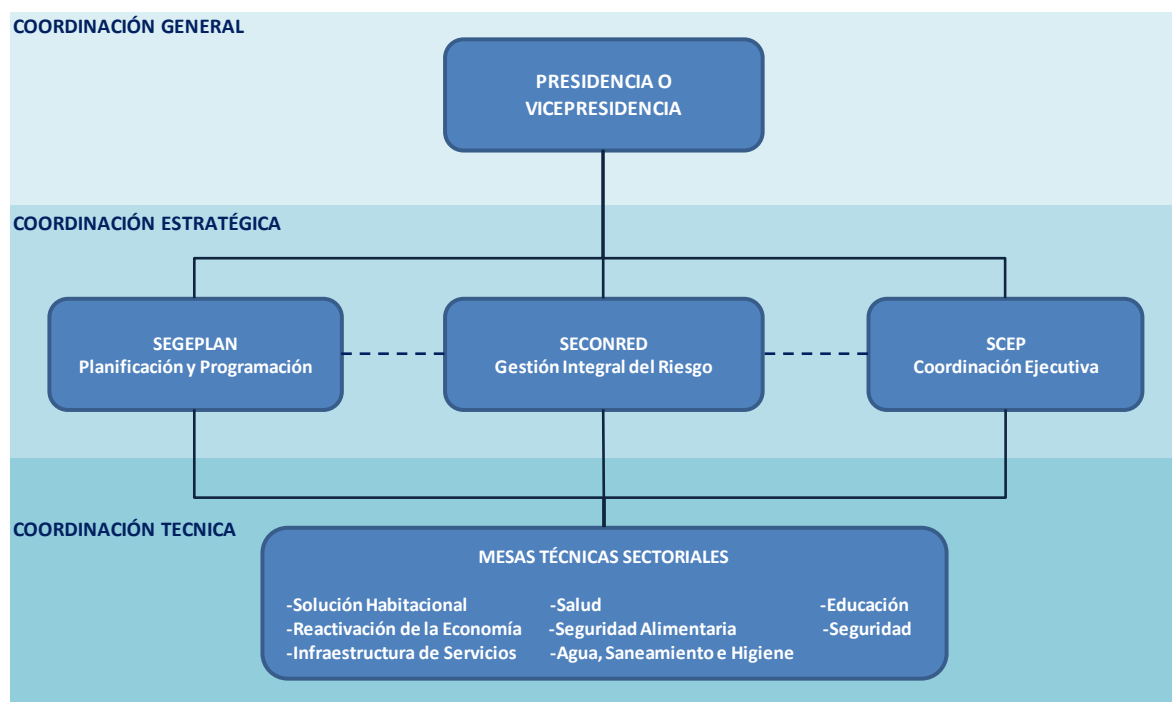 COORDINACIÓN GENERAL
PRESIDENCIA O
VICEPRESIDENCIA
COORDINACIÓN ESTRATÉGICA
SEGEPLAN
Planificación y Programación
SECONRED
Gestión Integral del Riesgo
SCEP
Coordinación Ejecutiva
COORDINACIÓN TECNICA
MESAS TÉCNICAS SECTORIALES
-Solución Habitacional -Salud -Educación
-Reactivación de la Economía -Seguridad Alimentaria -Seguridad
-Infraestructura de Servicios -Agua, Saneamiento e Higiene